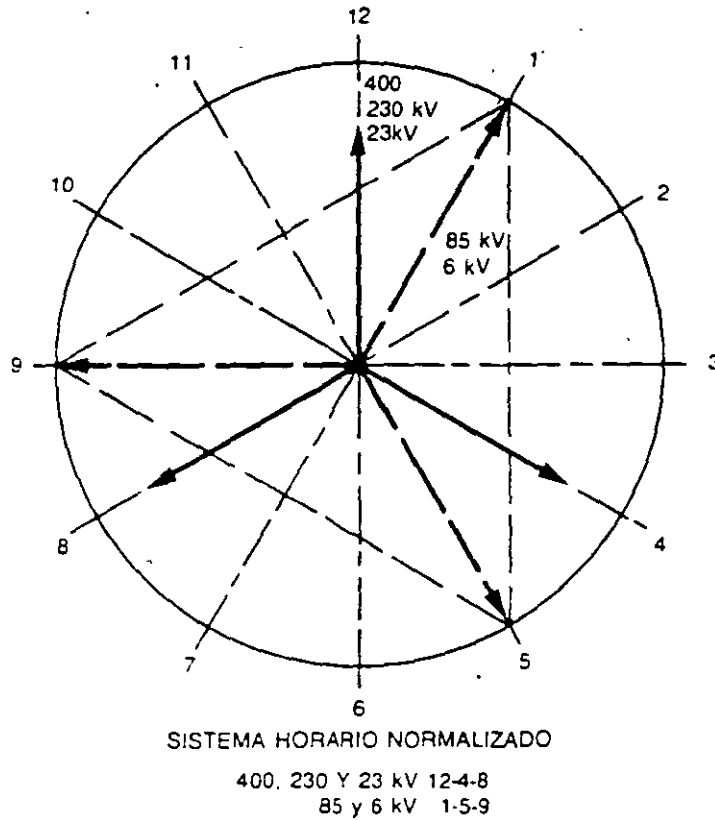 12
11
1
400
230 kV
23kV
10
2
85 kV
6 kV
9
3
8
4
7
5
6
SISTEMA HORARIO NORMALIZADO
400, 230 Y 23 kV 12-4-8
85 y 6 kV 1-5-9